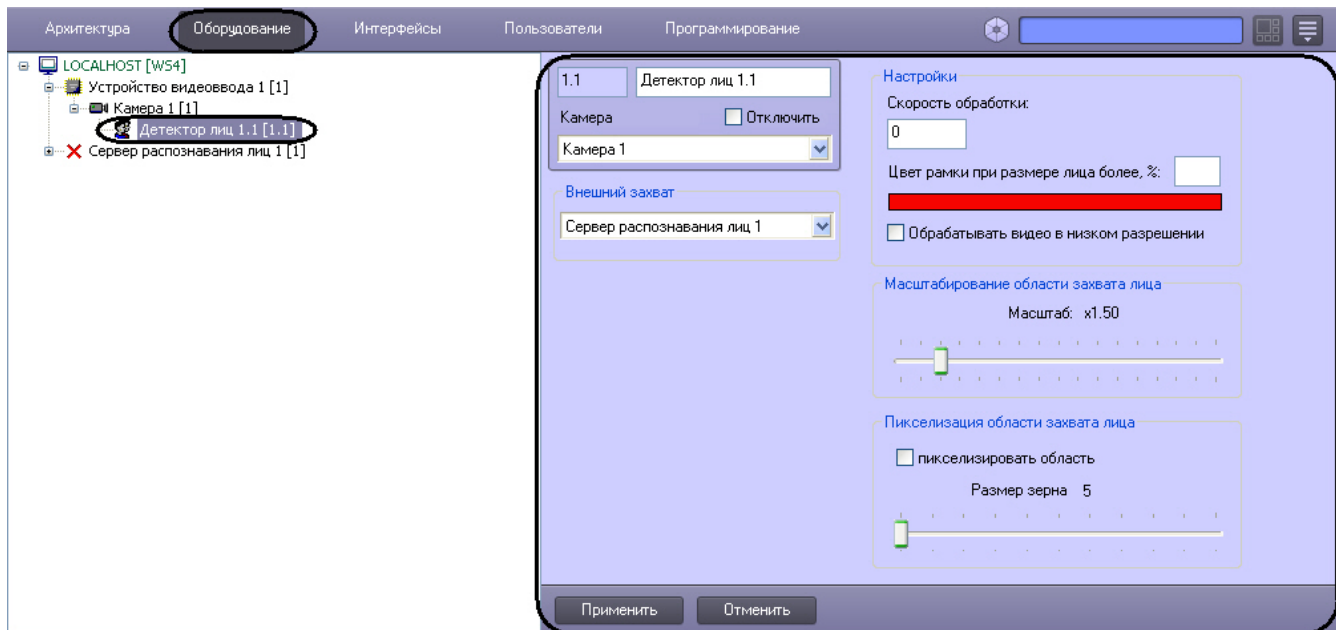 Архитектура Оборудование Интерфейсы Пользователи Программирование
LOCALHOST [WS4]
Устройство видеоввода 1 [1]
Камера 1 [1]
Детектор лиц 1.1 [1.1]
Сервер распознавания лиц 1 [1]
1.1 Детектор лиц 1.1
Камера Отключить
Камера 1
Внешний захват
Сервер распознавания лиц 1
Настройки
Скорость обработки:
0
Цвет рамки при размере лица более, %:
Обрабатывать видео в низком разрешении
Масштабирование области захвата лица
Масштаб: x1.50
Пикселизация области захвата лица
пикселизировать область
Размер зерна 5
Применить Отменить